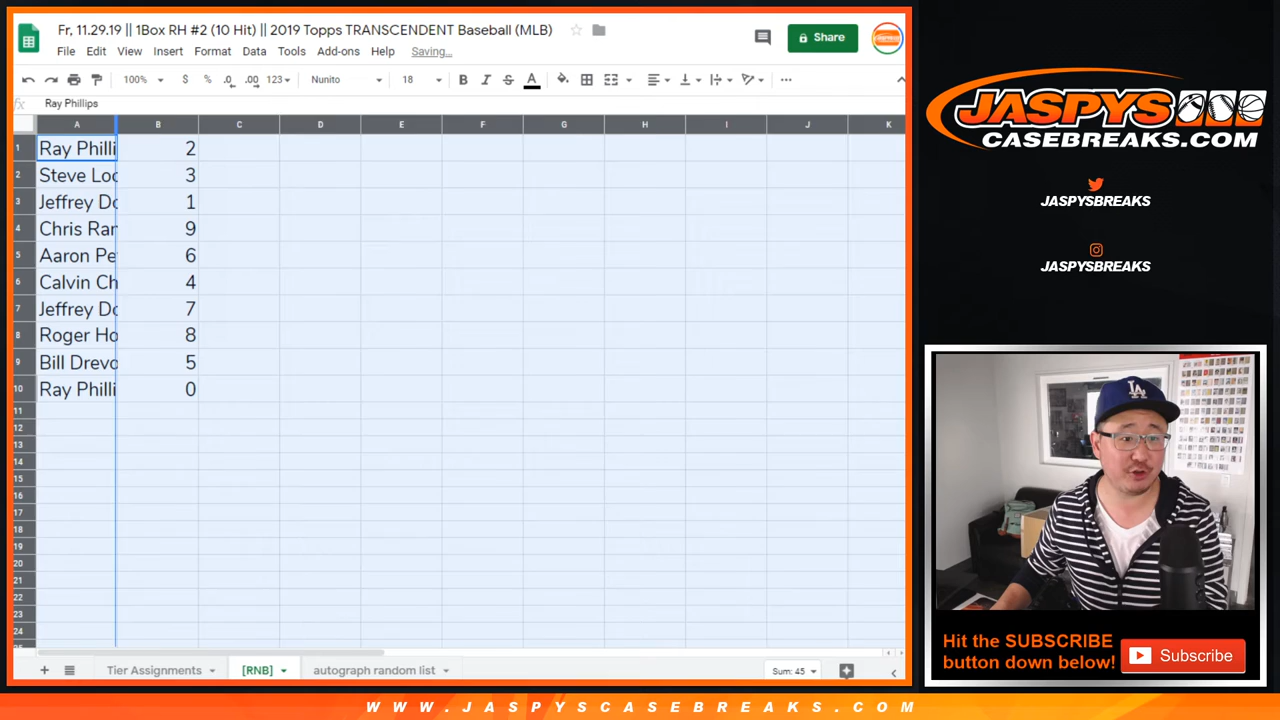 Fr, 11.29.19 || 1Box RH #2 (10 Hit) || 2019 Topps TRANSCENDENT Baseball (MLB)
File Edit View Insert Format Data Tools Add-ons Help Saving...
Share
100% $ % .0 .00 123 Nunito 18 B I S A
fx Ray Phillips
A B C D E F G H I J K
1 Ray Philli 2
2 Steve Loc 3
3 Jeffrey Do 1
4 Chris Ran 9
5 Aaron Pe 6
6 Calvin Ch 4
7 Jeffrey Do 7
8 Roger Ho 8
9 Bill Drevo 5
10 Ray Philli 0
11
12
13
14
15
16
17
18
19
20
21
22
23
24
Tier Assignments [RNB] autograph random list Sum: 45
JASPYS
CASEBREAKS.COM
JASPYSBREAKS
JASPYSBREAKS
LA
Hit the SUBSCRIBE
button down below!
Subscribe
WWW.JASPYSCASEBREAKS.COM